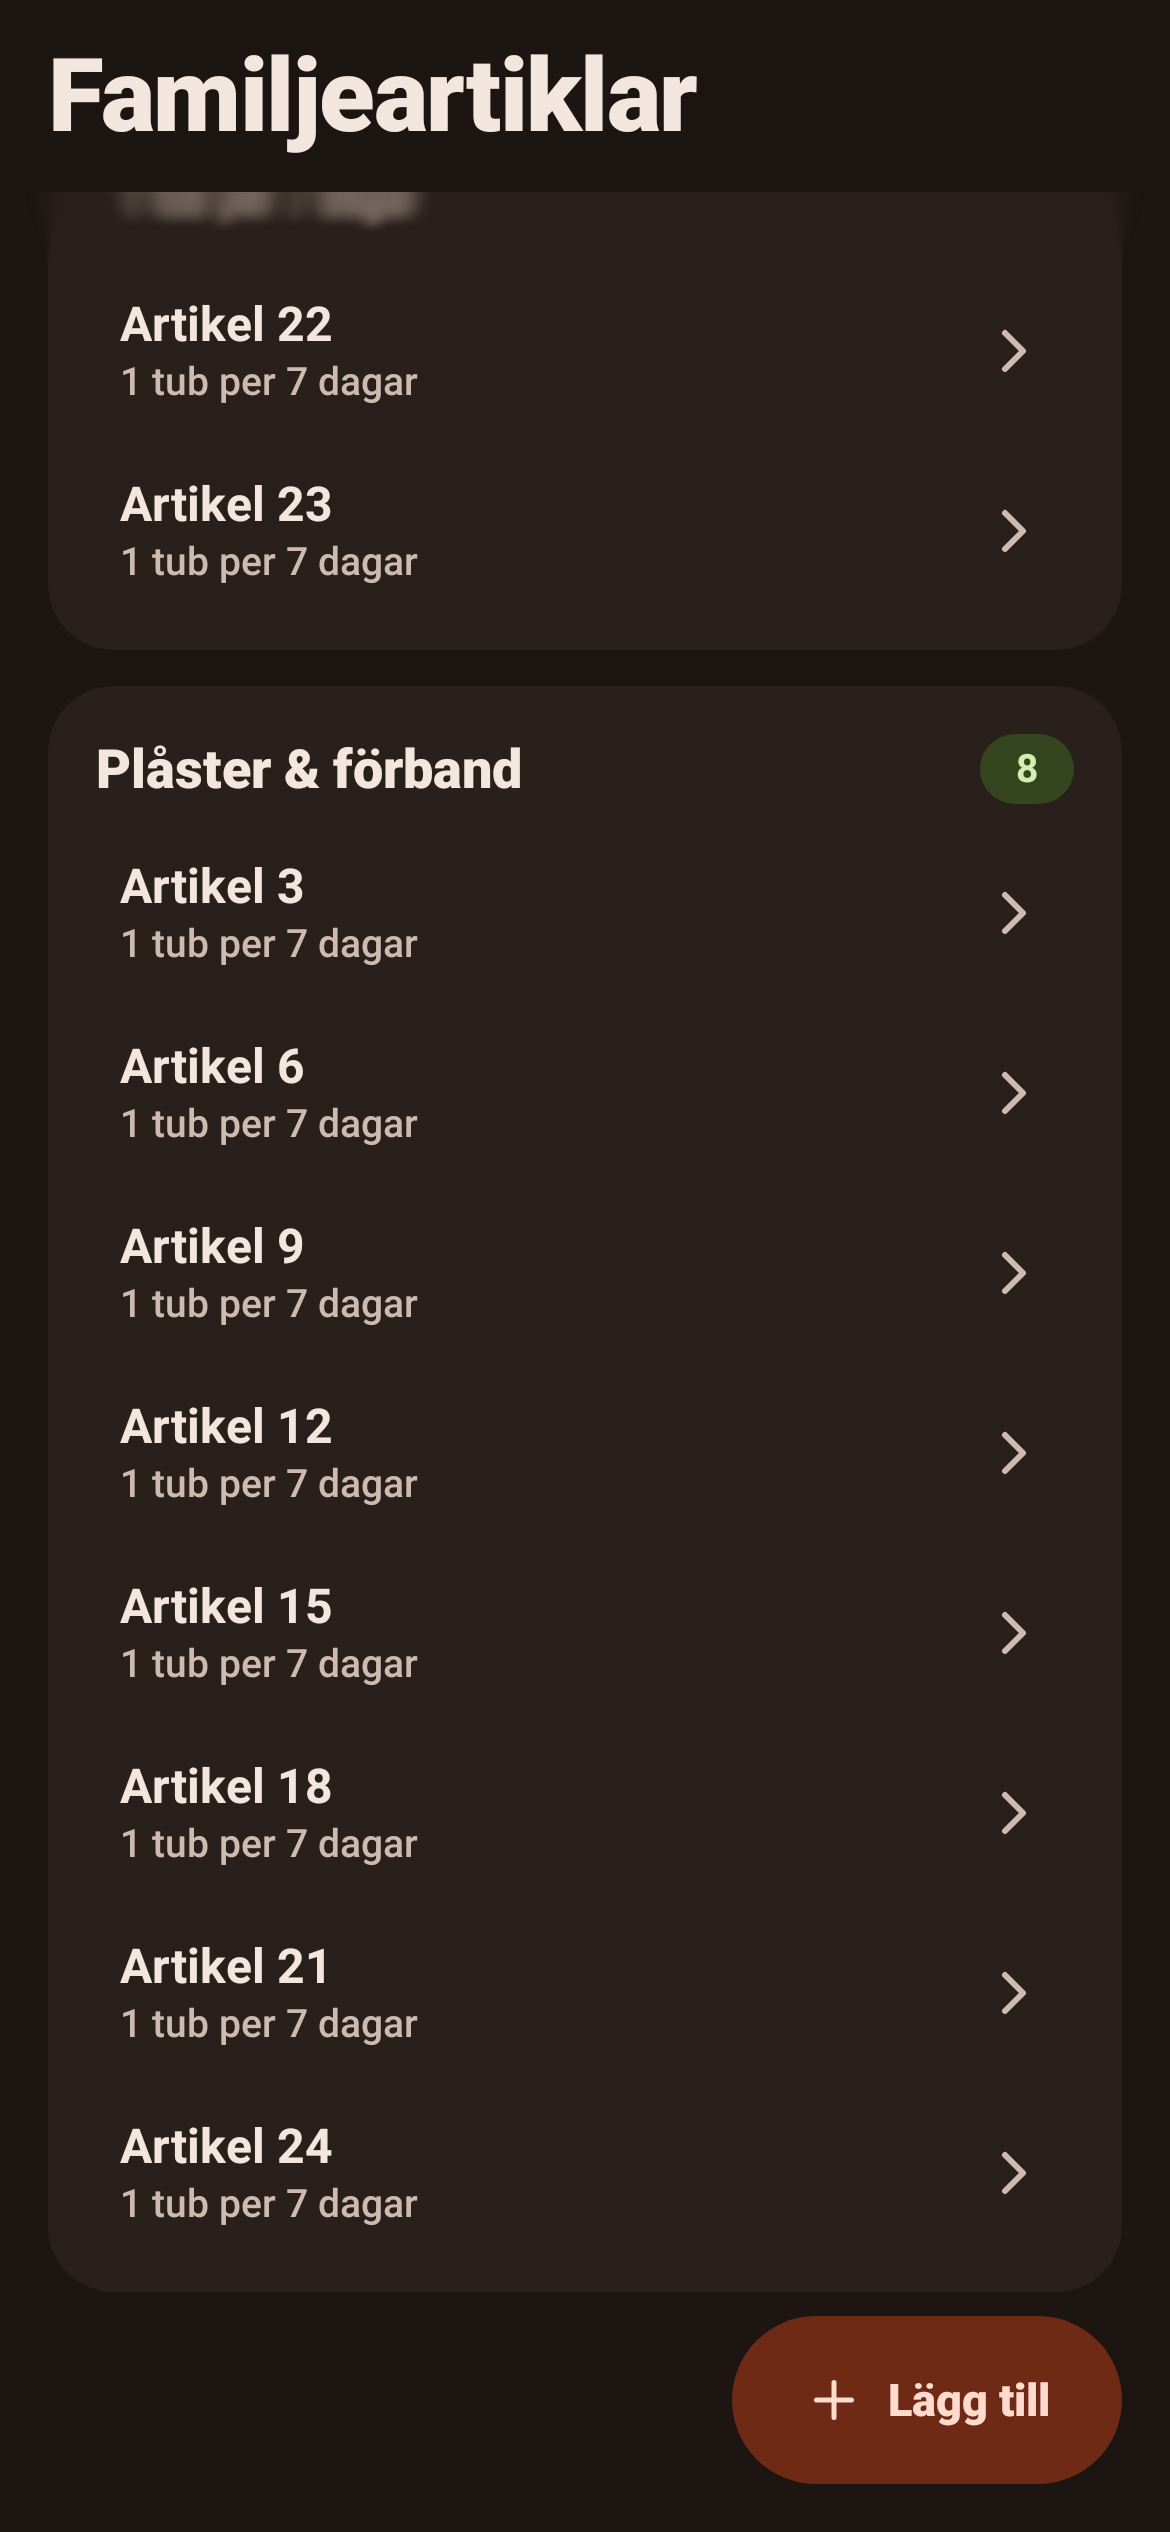 Familjeartiklar
Artikel 22
1 tub per 7 dagar
Artikel 23
1 tub per 7 dagar
Plåster & förband
8
Artikel 3
1 tub per 7 dagar
Artikel 6
1 tub per 7 dagar
Artikel 9
1 tub per 7 dagar
Artikel 12
1 tub per 7 dagar
Artikel 15
1 tub per 7 dagar
Artikel 18
1 tub per 7 dagar
Artikel 21
1 tub per 7 dagar
Artikel 24
1 tub per 7 dagar
Lägg till